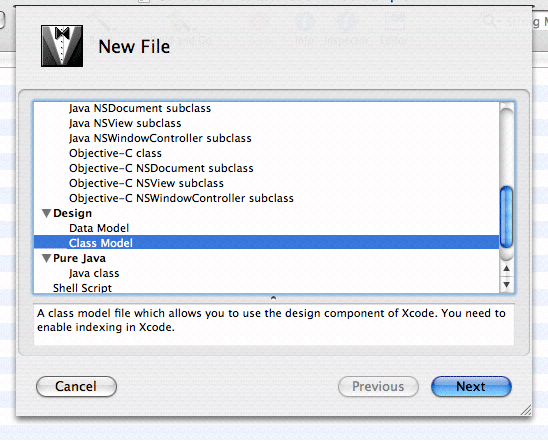 New File
Java NSDocument subclass
Java NSView subclass
Java NSWindowController subclass
Objective-C class
Objective-C NSDocument subclass
Objective-C NSView subclass
Objective-C NSWindowController subclass
Design
Data Model
Class Model
Pure Java
Java class
Shell Script
A class model file which allows you to use the design component of Xcode. You need to
enable indexing in Xcode.
Cancel
Previous
Next